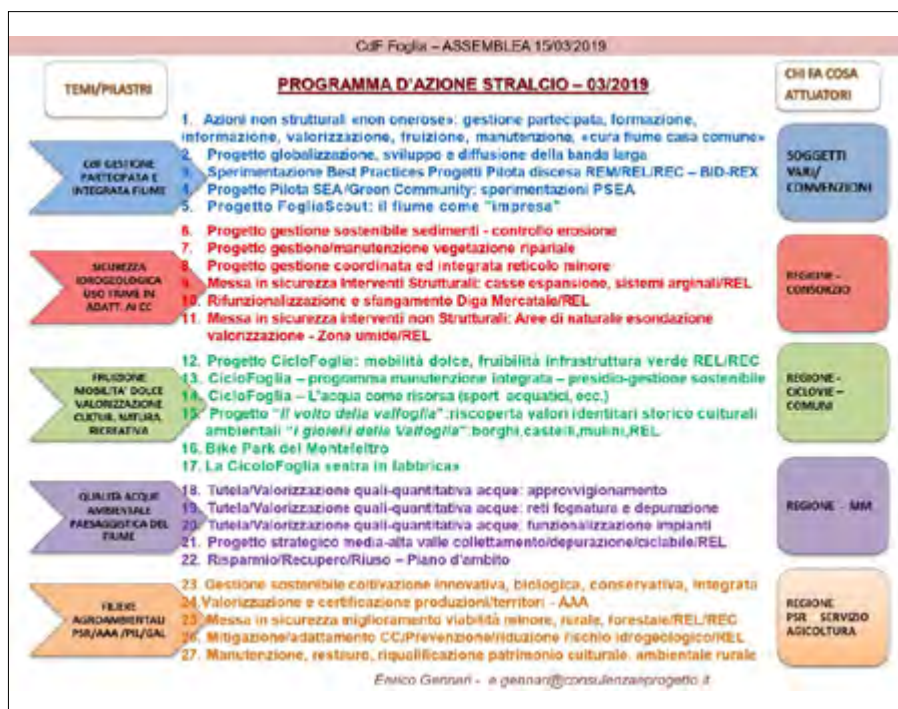 CdF Foglia – ASSEMBLEA 15/03/2019
TEMI/PILASTRI
PROGRAMMA D'AZIONE STRALCIO – 03/2019
CHI FA COSA
ATTUATORI
CdF GESTIONE
PARTECIPATA E
INTEGRATA FIUME
1. Azioni non strutturali «non onerose»: gestione partecipata, formazione,
informazione, valorizzazione, fruizione, manutenzione, «cura fiume casa comune»
2. Progetto globalizzazione, sviluppo e diffusione della banda larga
3. Sperimentazione Best Practices Progetti Pilota discesa REM/REL/REC – BID-REX
4. Progetto Pilota SEA/Green Community: sperimentazioni PSEA
5. Progetto FogliaScout: il fiume come "impresa"
SOGGETTI
VARI/
CONVENZIONI
SICUREZZA
IDROGEOLOGICA
USO FIUME IN
ADATT. AI CC
6. Progetto gestione sostenibile sedimenti - controllo erosione
7. Progetto gestione/manutenzione vegetazione ripariale
8. Progetto gestione coordinata ed integrata reticolo minore
9. Messa in sicurezza Interventi Strutturali: casse espansione, sistemi arginali/REL
10. Rifunzionalizzazione e sfangamento Diga Mercatale/REL
11. Messa in sicurezza interventi non Strutturali: Aree di naturale esondazione
valorizzazione - Zone umide/REL
REGIONE -
CONSORZIO
FRUIZIONE
MOBILITA' DOLCE
VALORIZZAZIONE
CULTUR, NATURA,
RICREATIVA
12. Progetto CicloFoglia: mobilità dolce, fruibilità infrastruttura verde REL/REC
13. CicloFoglia – programma manutenzione integrata – presidio-gestione sostenibile
14. CicloFoglia – L'acqua come risorsa (sport acquatici, ecc.)
15. Progetto "Il volto della valfoglia":riscoperta valori identitari storico culturali
ambientali "I gioielli della Valfoglia":borghi,castelli,mulini,REL
16. Bike Park del Montefeltro
17. La CicoloFoglia «entra in fabbrica»
REGIONE -
CICLOVIE –
COMUNI
QUALITÀ ACQUE
AMBIENTALE
PAESAGGISTICA DEL
FIUME
18. Tutela/Valorizzazione quali-quantitativa acque: approvvigionamento
19. Tutela/Valorizzazione quali-quantitativa acque: reti fognatura e depurazione
20. Tutela/Valorizzazione quali-quantitativa acque: funzionalizzazione impianti
21. Progetto strategico media-alta valle collettamento/depurazione/ciclabile/REL
22. Risparmio/Recupero/Riuso – Piano d'ambito
REGIONE - MM
FILIERE
AGROAMBIENTALI
PSR/AAA /PIL/GAL
23. Gestione sostenibile coltivazione innovativa, biologica, conservativa, integrata
24.Valorizzazione e certificazione produzioni/territori - AAA
25. Messa in sicurezza miglioramento viabilità minore, rurale, forestale/REL/REC
26. Mitigazione/adattamento CC/Prevenzione/riduzione rischio idrogeologico/REL
27. Manutenzione, restauro, riqualificazione patrimonio culturale. ambientale rurale
REGIONE
PSR SERVIZIO
AGICOLTURA
Enrico Gennari - e.gennari@consulenzaeprogetto.it